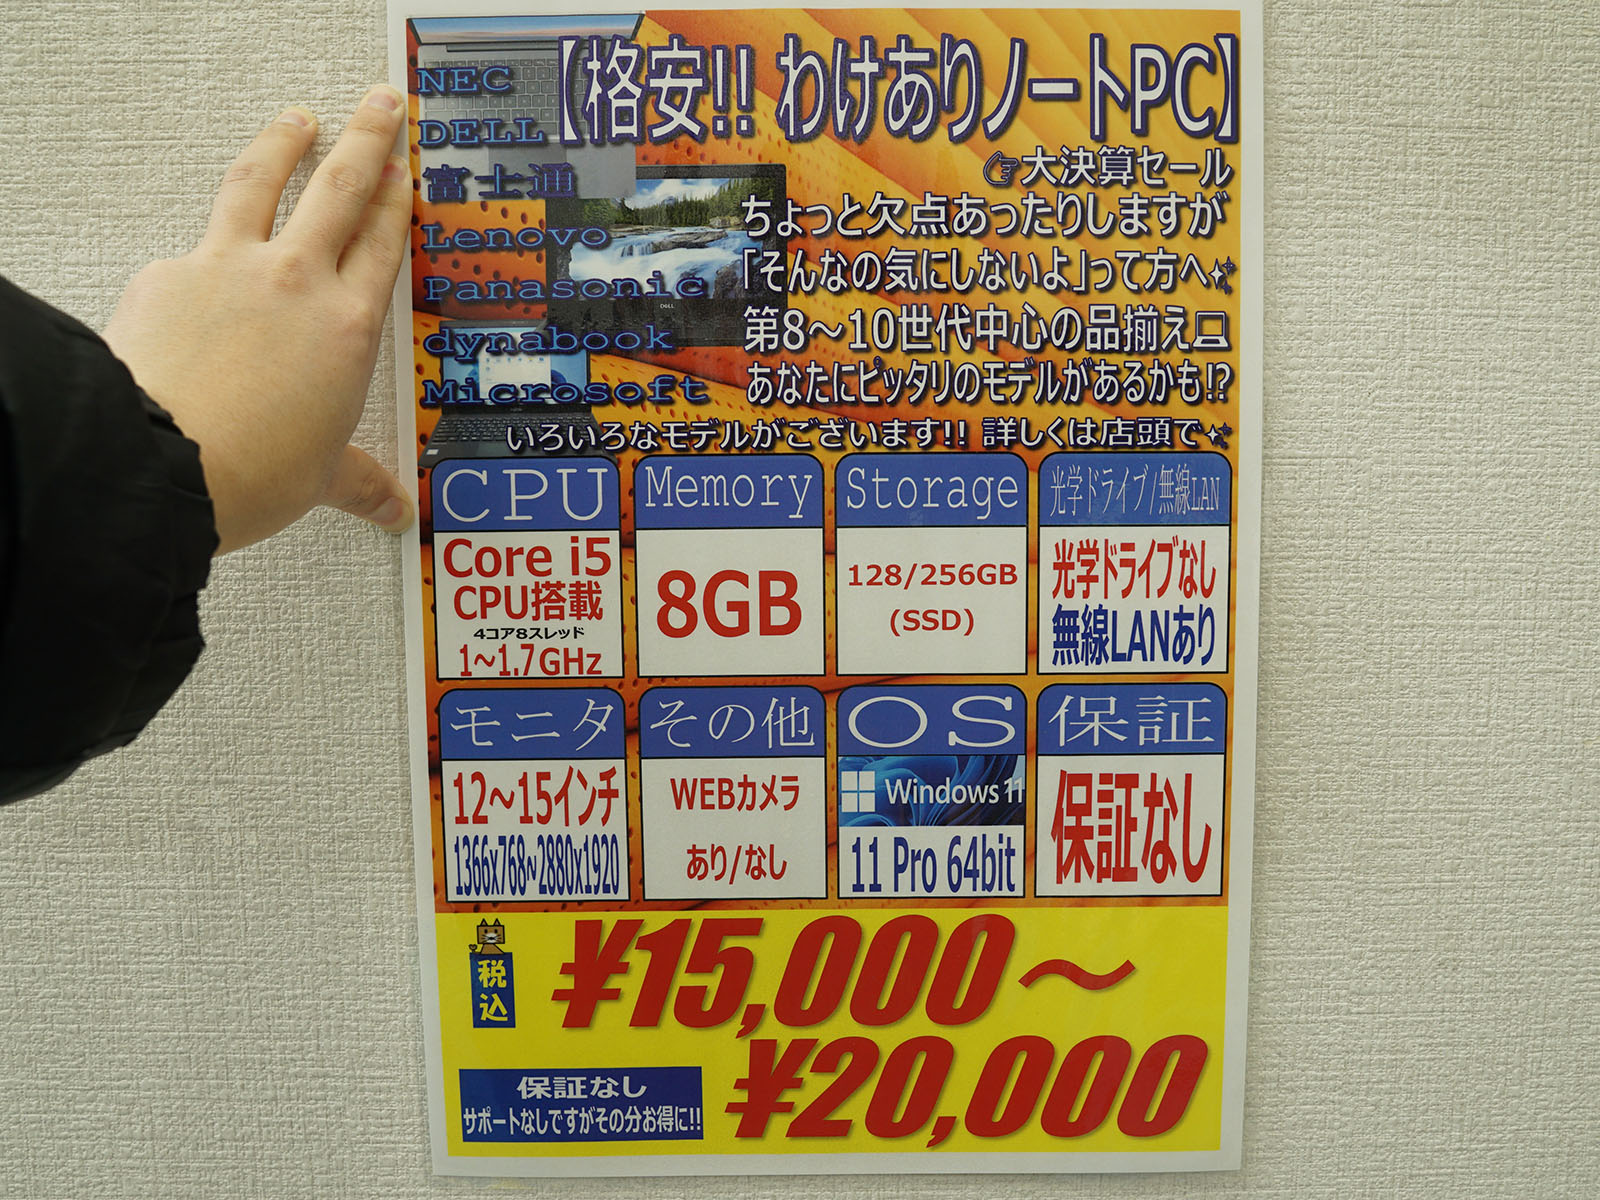 【格安!! わけありノートPC】
NEC
DELL
富士通
Lenovo
Panasonic
dynabook
Microsoft
☞大決算セール
ちょっと欠点あったりしますが
「そんなの気にしないよ」って方へ✨
第8～10世代中心の品揃え💻
あなたにピッタリのモデルがあるかも!?
いろいろなモデルがございます!! 詳しくは店頭で✨
DELL
CPU
Core i5
CPU搭載
4コア8スレッド
1～1.7GHz
Memory
8GB
Storage
128/256GB
(SSD)
光学ドライブ/無線LAN
光学ドライブなし
無線LANあり
モニタ
12～15インチ
1366x768~2880x1920
その他
WEBカメラ
あり/なし
OS
Windows 11
11 Pro 64bit
保証
保証なし
税込
¥15,000～
¥20,000
保証なし
サポートなしですがその分お得に!!